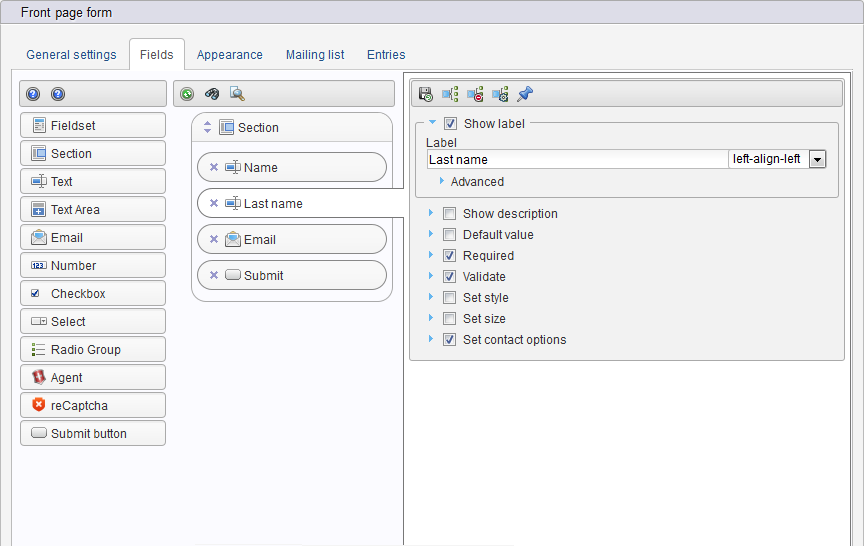 Front page form
General settings
Fields
Appearance
Mailing list
Entries
Fieldset
Section
Text
Text Area
Email
Number
Checkbox
Select
Radio Group
Agent
reCaptcha
Submit button
Section
Name
Last name
Email
Submit
Show label
Label
Last name left-align-left
Advanced
Show description
Default value
Required
Validate
Set style
Set size
Set contact options